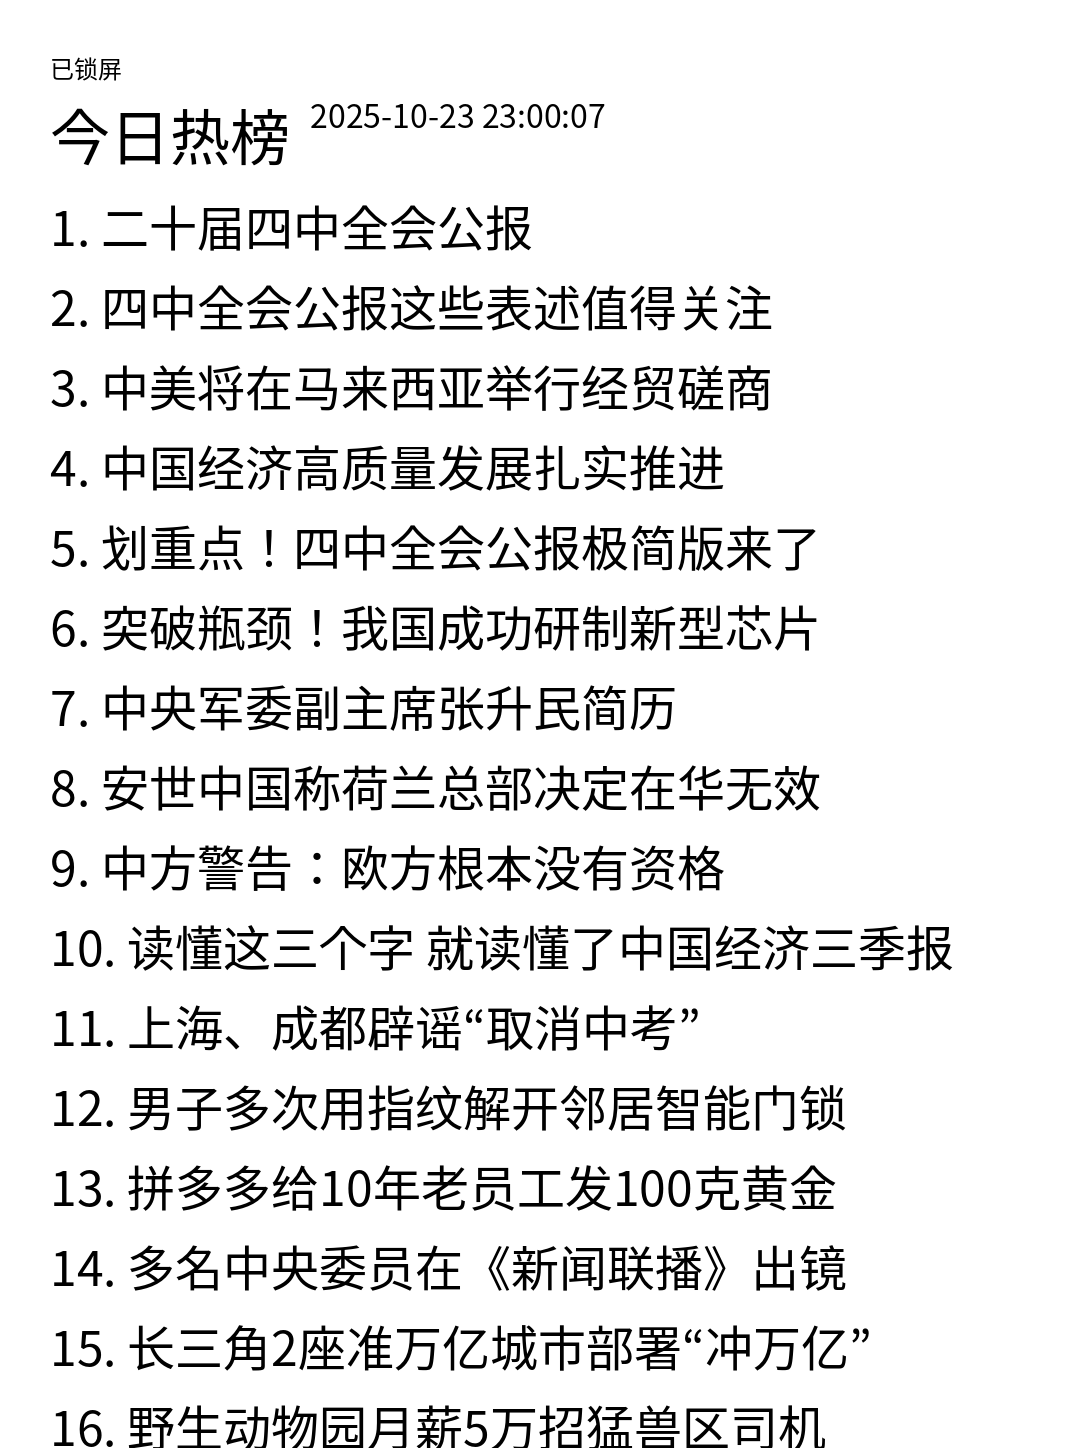 已锁屏
今日热榜 2025-10-23 23:00:07
1. 二十届四中全会公报
2. 四中全会公报这些表述值得关注
3. 中美将在马来西亚举行经贸磋商
4. 中国经济高质量发展扎实推进
5. 划重点！四中全会公报极简版来了
6. 突破瓶颈！我国成功研制新型芯片
7. 中央军委副主席张升民简历
8. 安世中国称荷兰总部决定在华无效
9. 中方警告：欧方根本没有资格
10. 读懂这三个字 就读懂了中国经济三季报
11. 上海、成都辟谣“取消中考”
12. 男子多次用指纹解开邻居智能门锁
13. 拼多多给10年老员工发100克黄金
14. 多名中央委员在《新闻联播》出镜
15. 长三角2座准万亿城市部署“冲万亿”
16. 野生动物园月薪5万招猛兽区司机